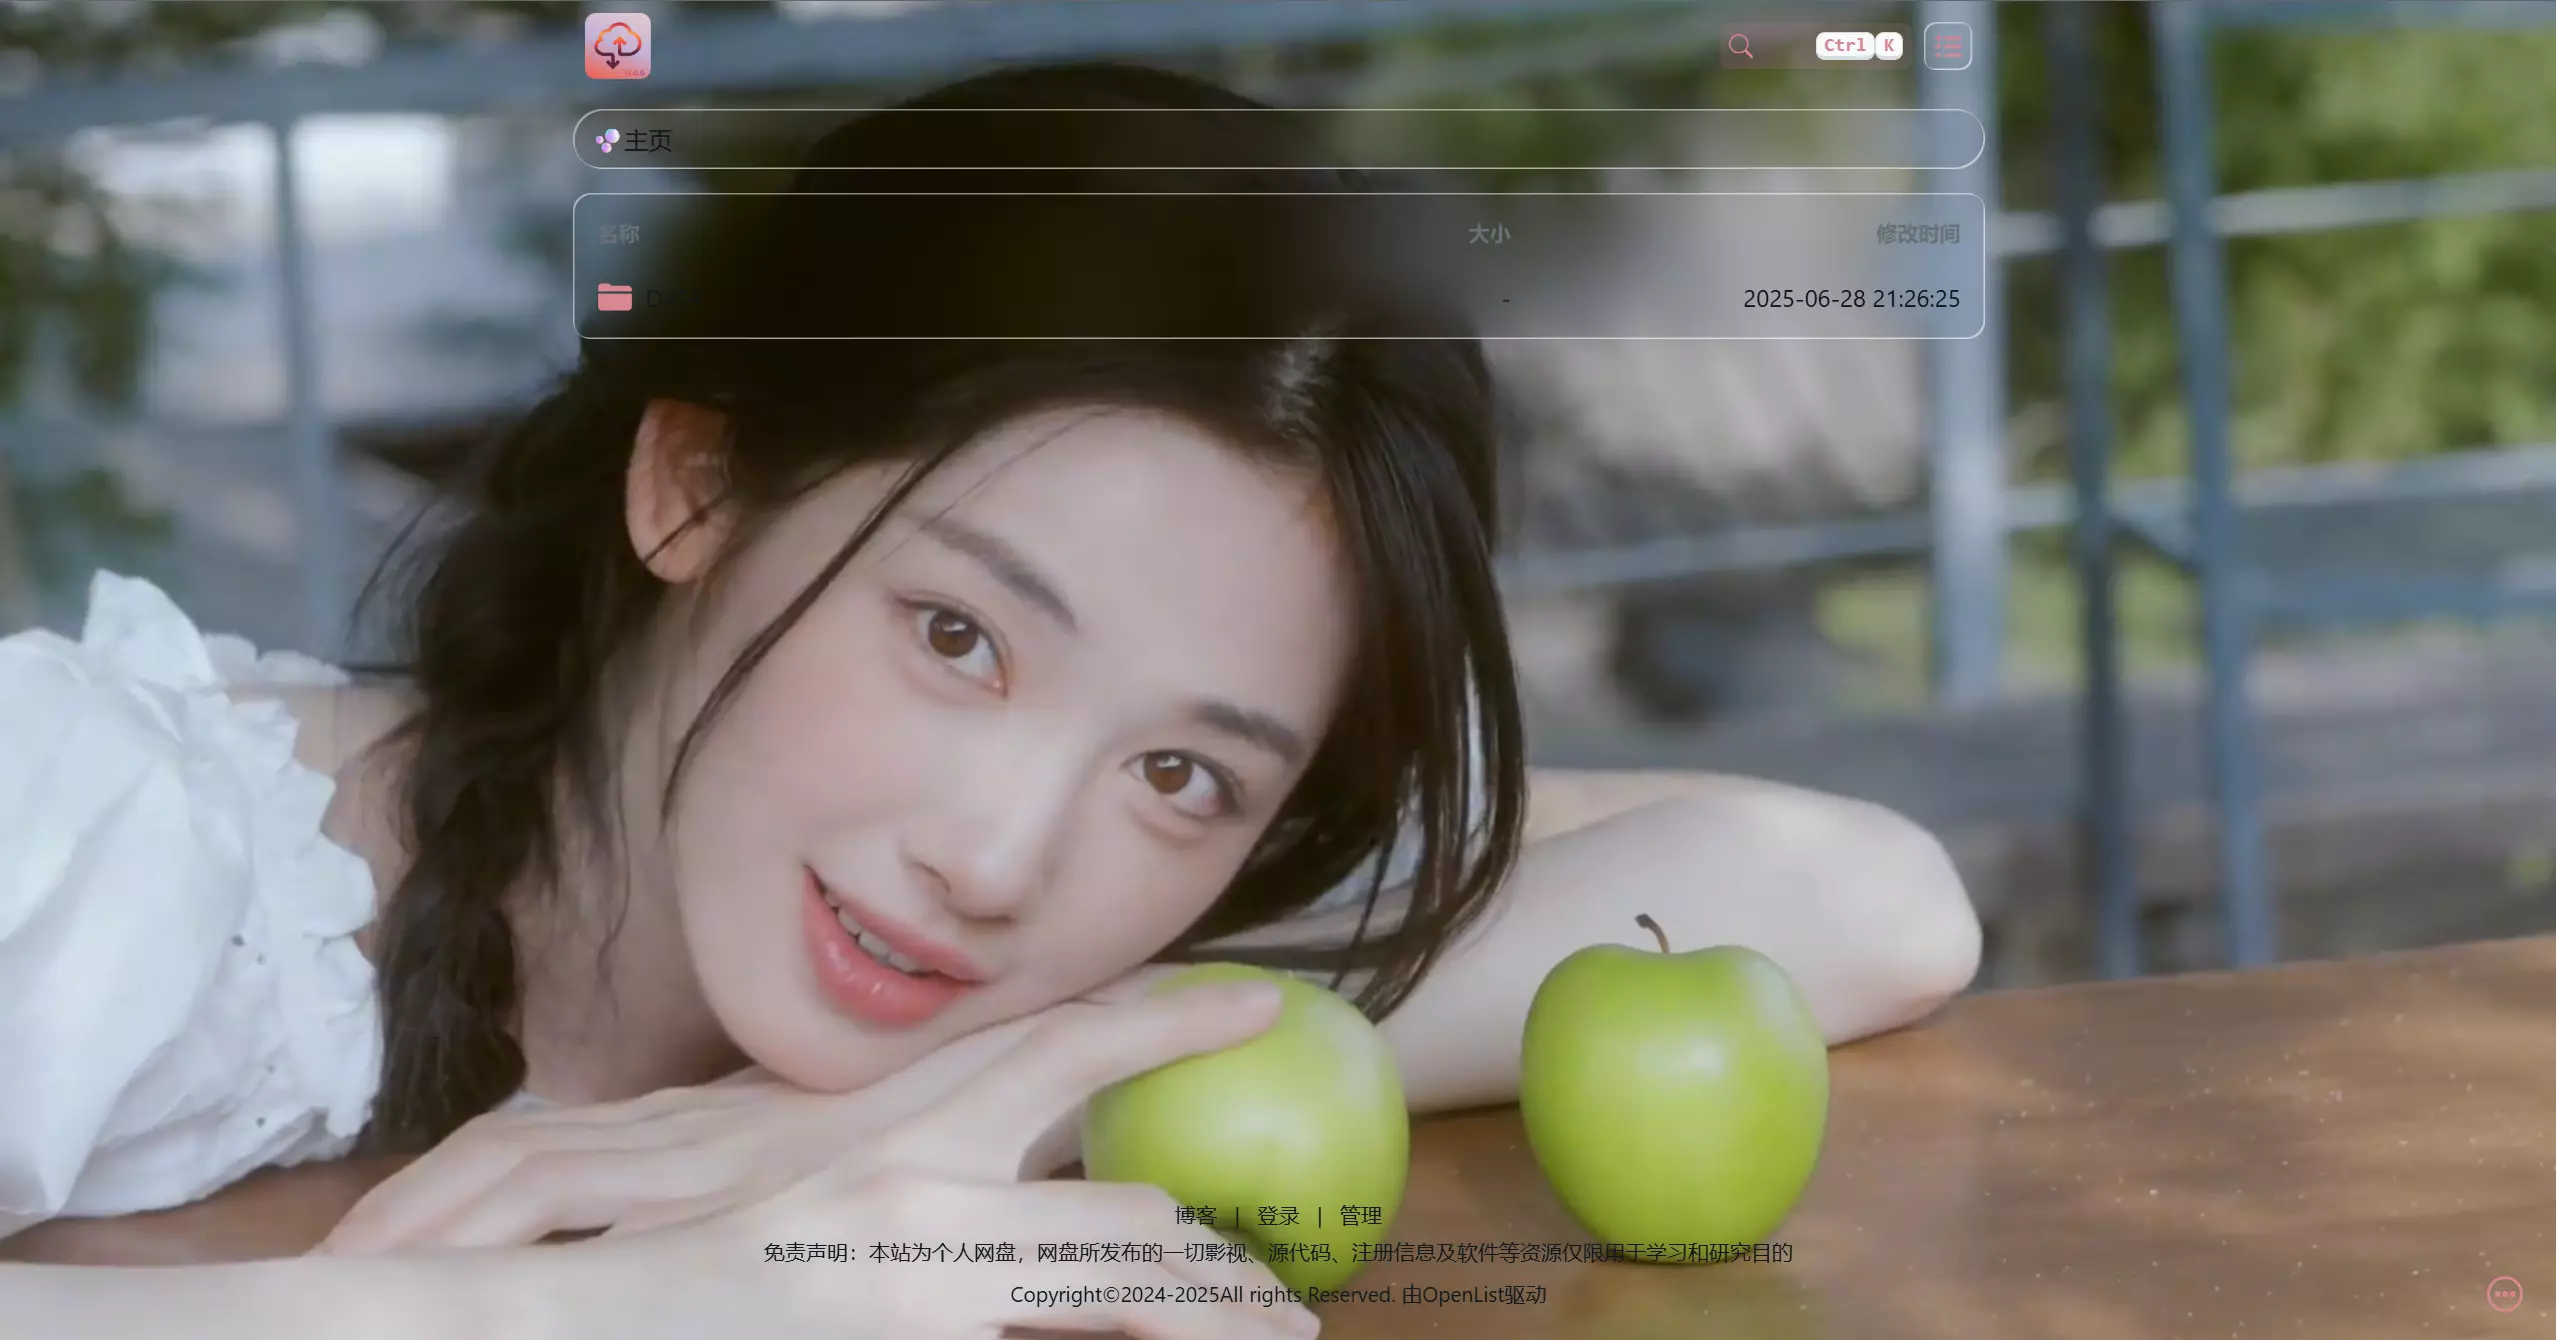 Ctrl K
主页
名称 大小 修改时间
- 2025-06-28 21:26:25
博客 | 登录 | 管理
免责声明：本站为个人网盘，网盘所发布的一切影视、源代码、注册信息及软件等资源仅限用于学习和研究目的
Copyright©2024-2025All rights Reserved. 由OpenList驱动